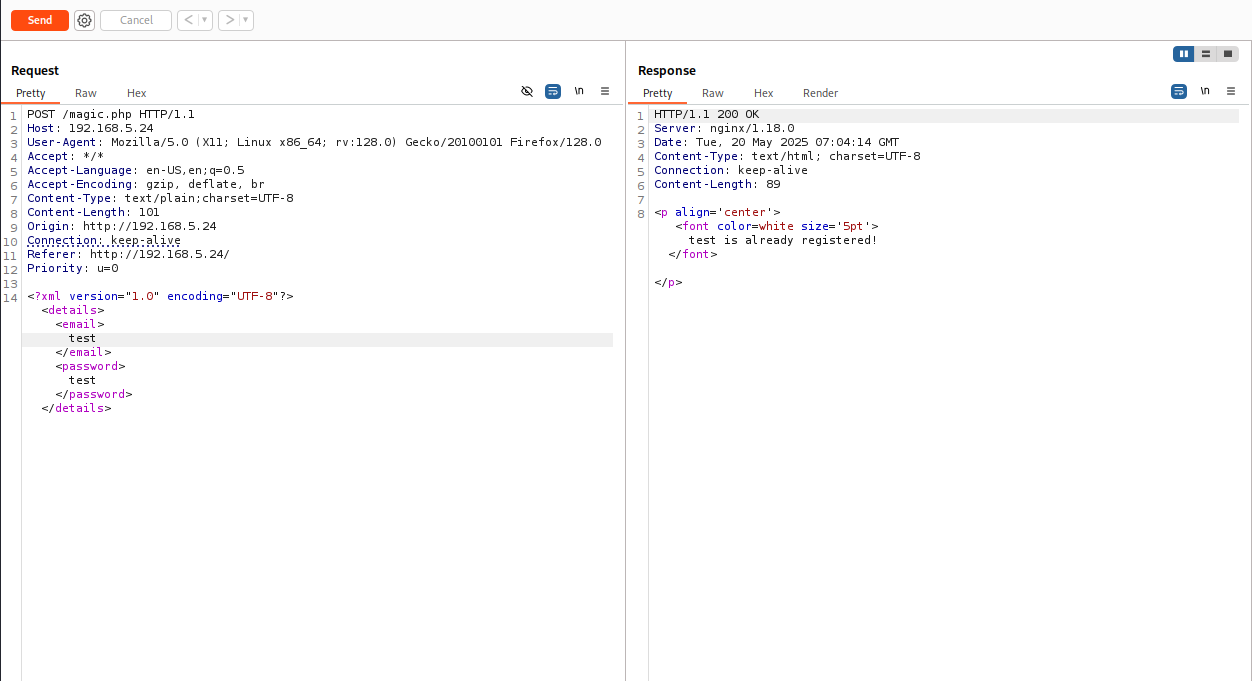 Send
Cancel
Request
Pretty Raw Hex
\n
1 POST /magic.php HTTP/1.1
2 Host: 192.168.5.24
3 User-Agent: Mozilla/5.0 (X11; Linux x86_64; rv:128.0) Gecko/20100101 Firefox/128.0
4 Accept: */*
5 Accept-Language: en-US,en;q=0.5
6 Accept-Encoding: gzip, deflate, br
7 Content-Type: text/plain;charset=UTF-8
8 Content-Length: 101
9 Origin: http://192.168.5.24
10 Connection: keep-alive
11 Referer: http://192.168.5.24/
12 Priority: u=0
13
14 <?xml version="1.0" encoding="UTF-8"?>
<details>
<email>
test
</email>
<password>
test
</password>
</details>
Response
Pretty Raw Hex Render
\n
1 HTTP/1.1 200 OK
2 Server: nginx/1.18.0
3 Date: Tue, 20 May 2025 07:04:14 GMT
4 Content-Type: text/html; charset=UTF-8
5 Connection: keep-alive
6 Content-Length: 89
7
8 <p align='center'>
<font color=white size='5pt'>
test is already registered!
</font>
</p>